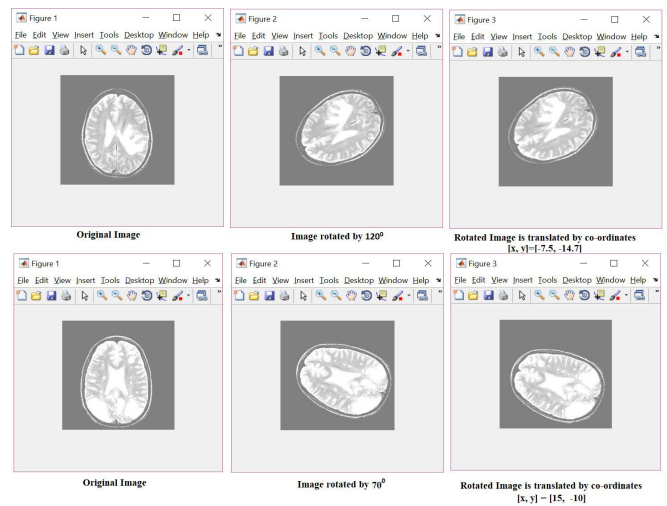 Figure 1
File Edit View Insert Tools Desktop Window Help
Figure 2
File Edit View Insert Tools Desktop Window Help
Figure 3
File Edit View Insert Tools Desktop Window Help
Original Image
Image rotated by 120⁰
Rotated Image is translated by co-ordinates
[x, y]=[-7.5, -14.7]
Figure 1
File Edit View Insert Tools Desktop Window Help
Figure 2
File Edit View Insert Tools Desktop Window Help
Figure 3
File Edit View Insert Tools Desktop Window Help
Original Image
Image rotated by 70⁰
Rotated Image is translated by co-ordinates
[x, y] = [15, -10]